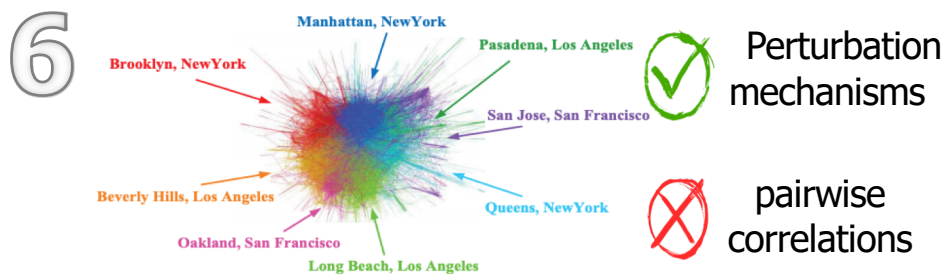 6
Manhattan, NewYork
Pasadena, Los Angeles
Brooklyn, NewYork
San Jose, San Francisco
Beverly Hills, Los Angeles
Queens, NewYork
Oakland, San Francisco
Long Beach, Los Angeles
Perturbation
mechanisms
pairwise
correlations